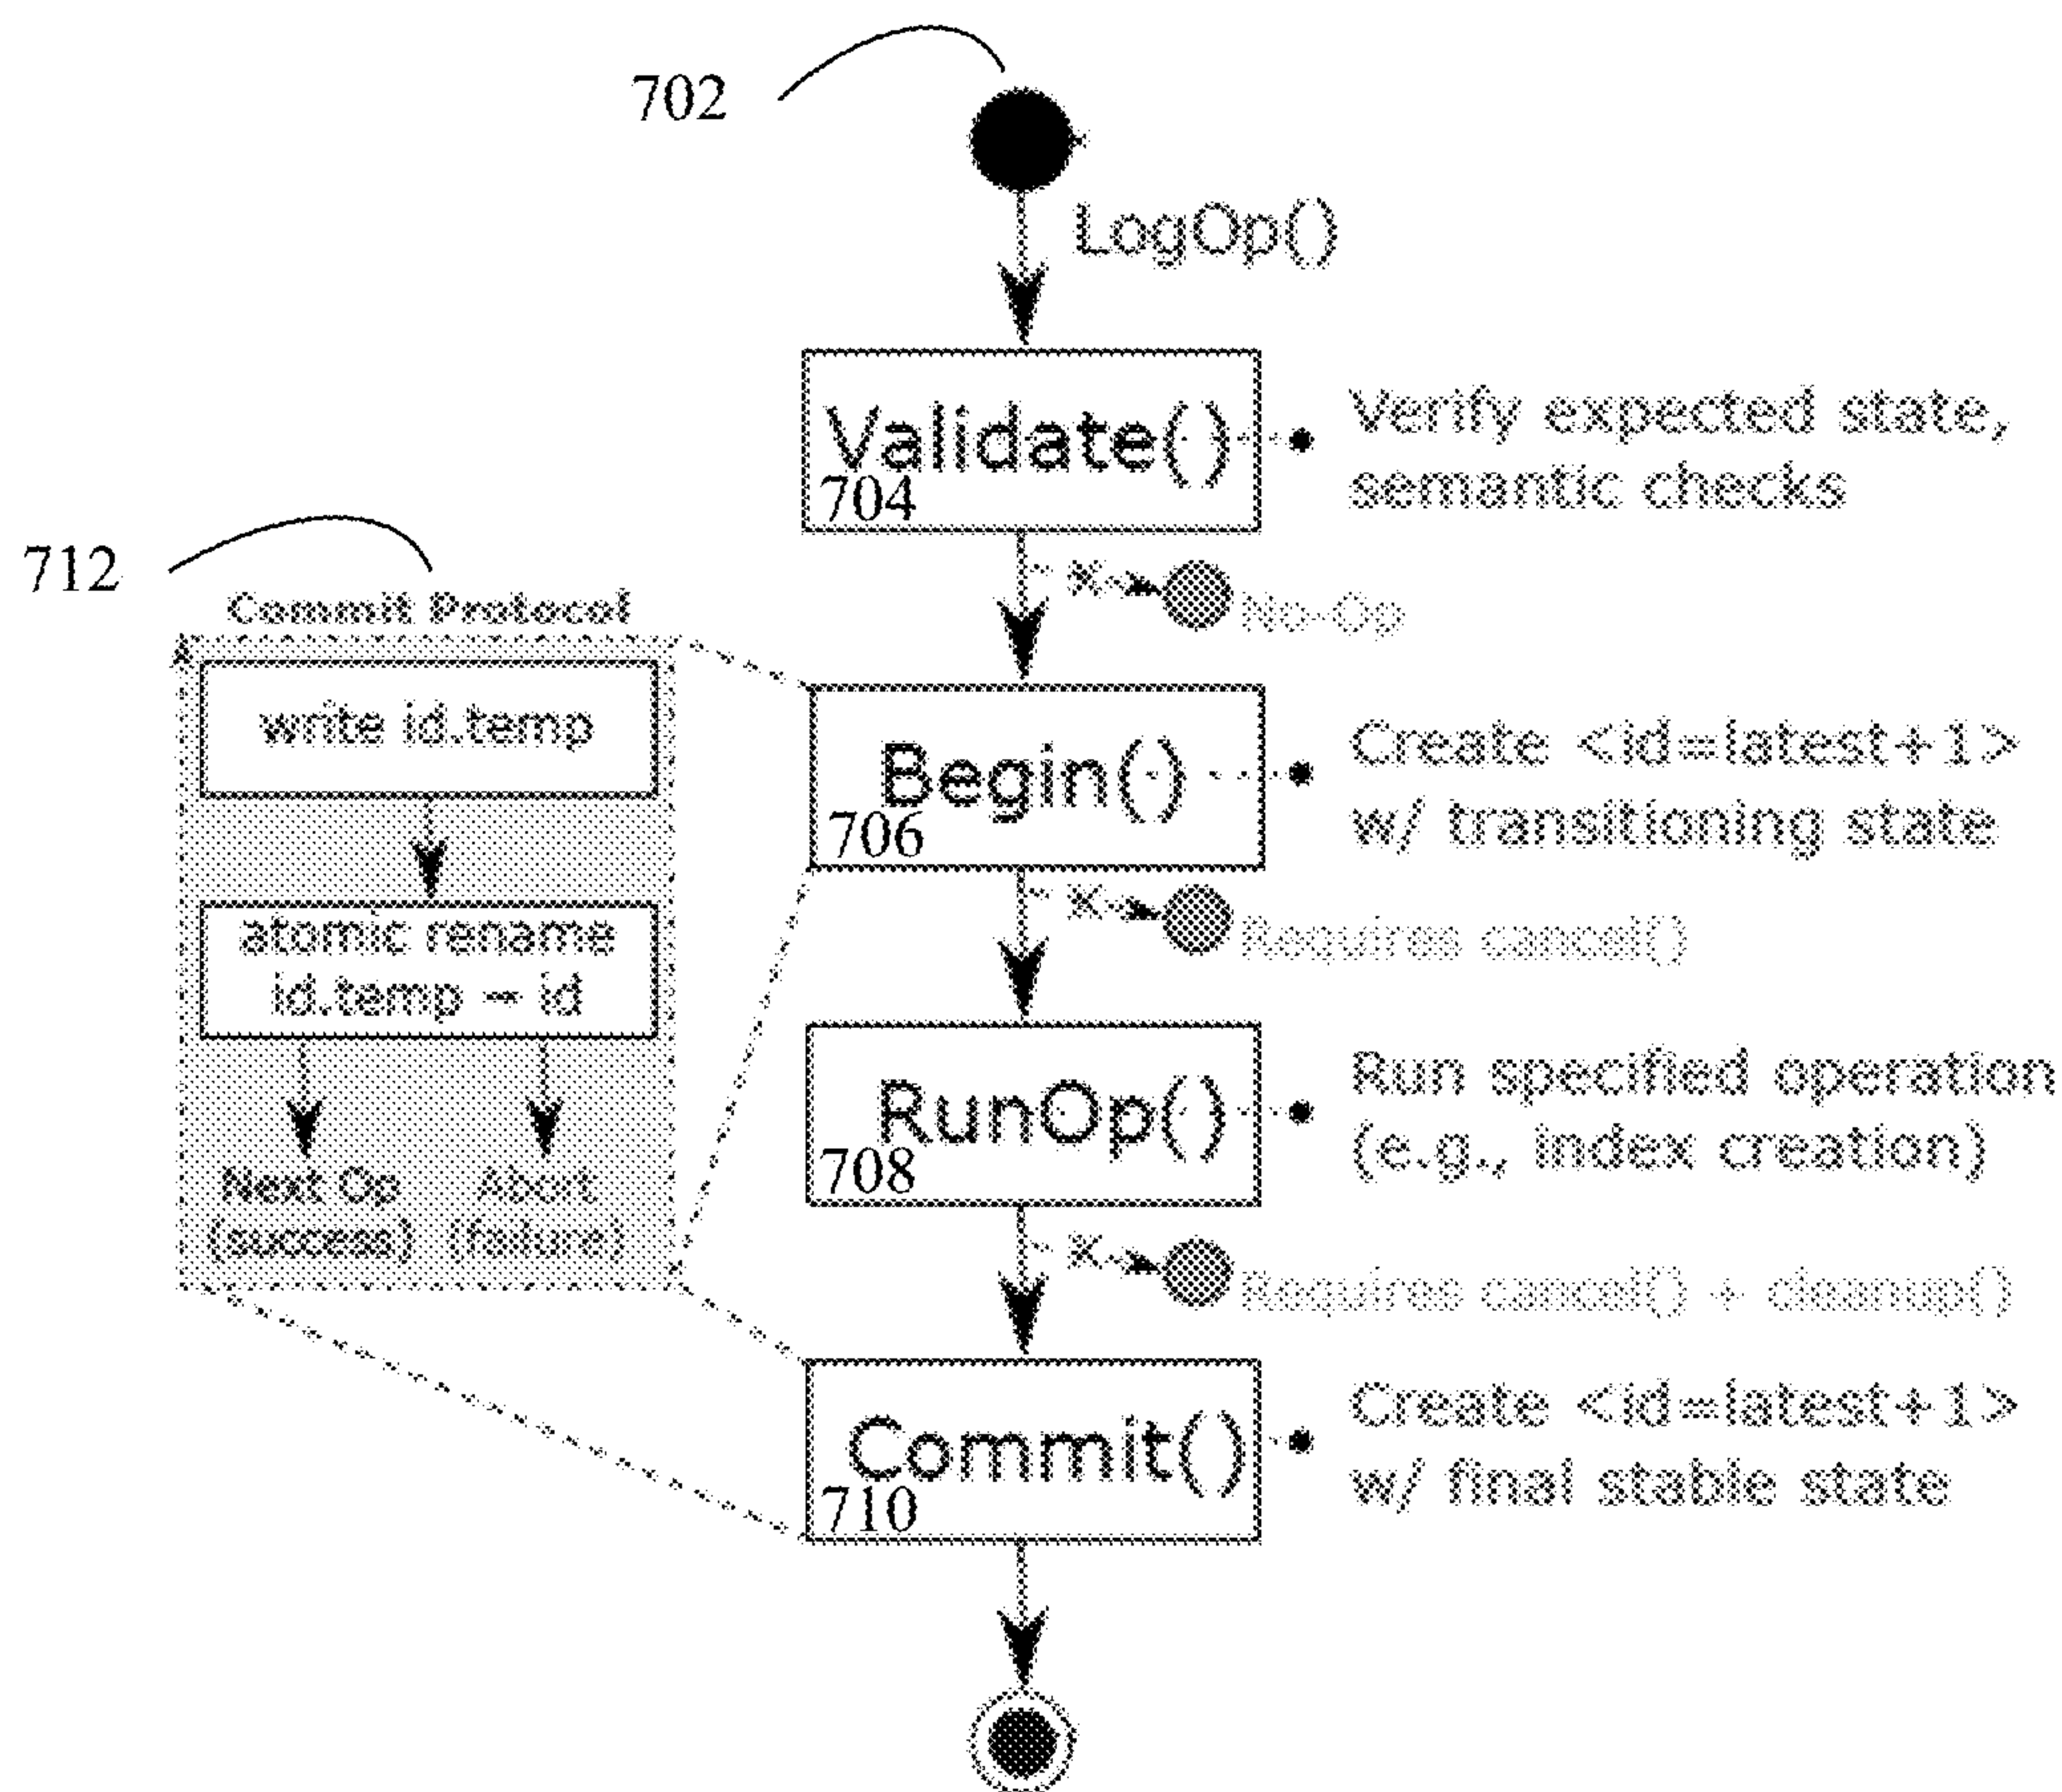 702
LogOp()
Validate()
704
Verify expected state,
semantic checks
No-Op
712
Commit Protocol
write id.temp
atomic rename
id.temp – id
Next Op
(success)
Abort
(failure)
Begin()
706
Create <id=latest+1>
w/ transitioning state
Requires cancel()
RunOp()
708
Run specified operation
(e.g., index creation)
Requires cancel() + cleanup()
Commit()
710
Create <id=latest+1>
w/ final stable state